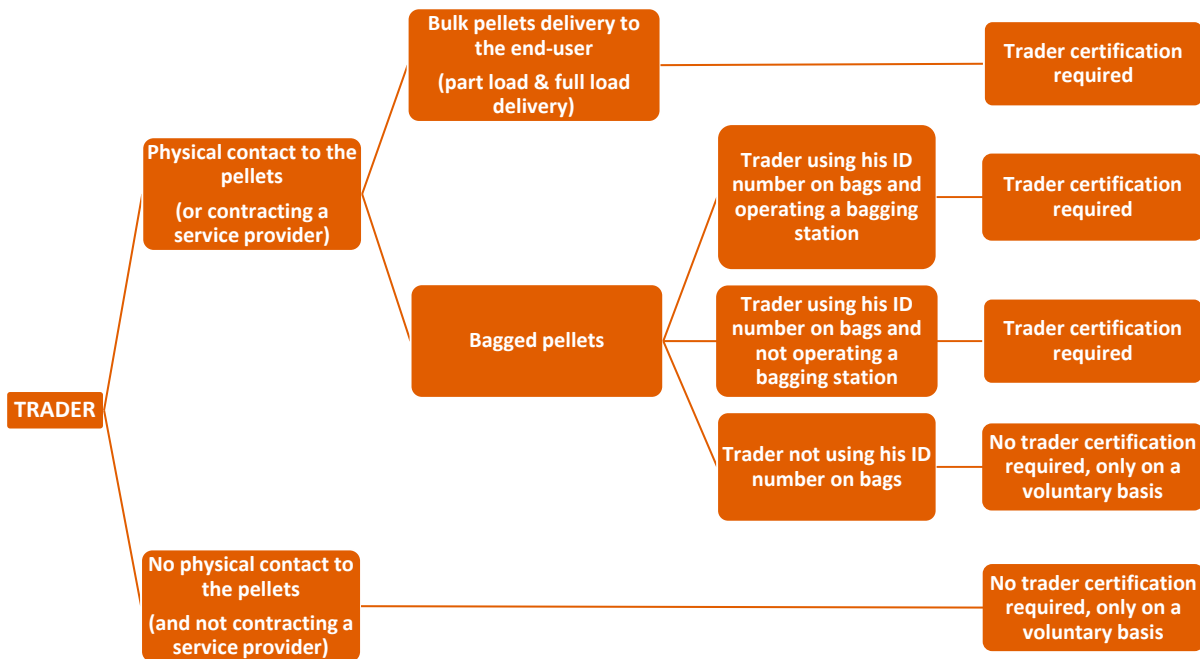 Bulk pellets delivery to
the end-user
(part load & full load
delivery)
Trader certification
required
Physical contact to the
pellets
(or contracting a
service provider)
Trader using his ID
number on bags and
operating a bagging
station
Trader certification
required
Bagged pellets
Trader using his ID
number on bags and
not operating a
bagging station
Trader certification
required
TRADER
Trader not using his ID
number on bags
No trader certification
required, only on a
voluntary basis
No physical contact to
the pellets
(and not contracting a
service provider)
No trader certification
required, only on a
voluntary basis